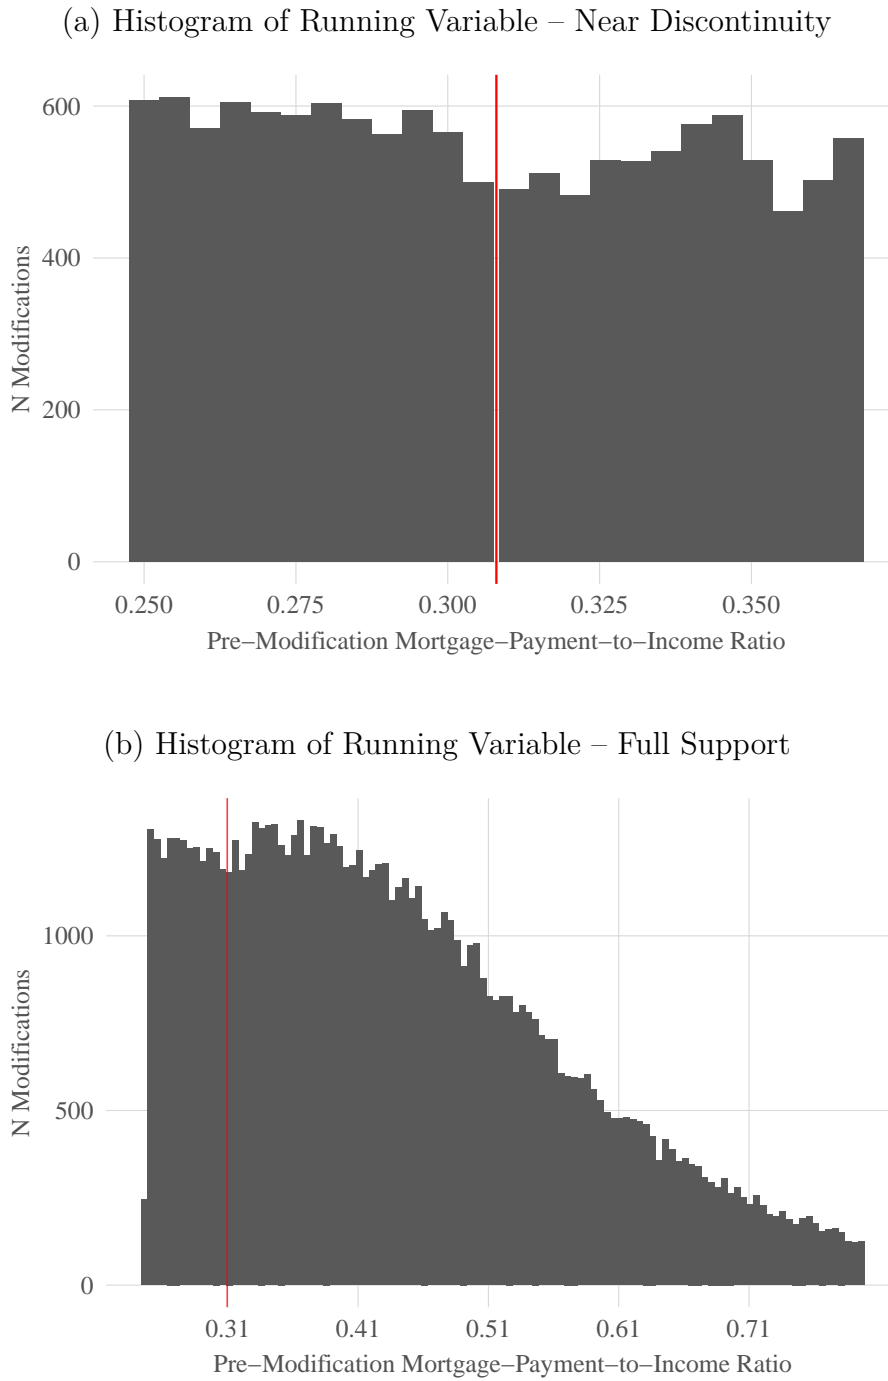 (a) Histogram of Running Variable – Near Discontinuity
600
400
200
0
N Modifications
0.250 0.275 0.300 0.325 0.350
Pre−Modification Mortgage−Payment−to−Income Ratio
(b) Histogram of Running Variable – Full Support
1000
500
0
N Modifications
0.31 0.41 0.51 0.61 0.71
Pre−Modification Mortgage−Payment−to−Income Ratio